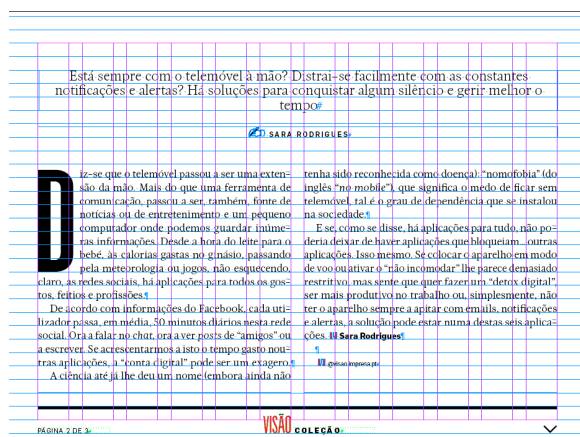 Está sempre com o telemóvel à mão? Distrai-se facilmente com as constantes
notificações e alertas? Há soluções para conquistar algum silêncio e gerir melhor o
tempo
SARA RODRIGUES
Diz-se que o telemóvel passou a ser uma exten-
são da mão. Mais do que uma ferramenta de
comunicação, passou a ser, também, fonte de
notícias ou de entretenimento e um pequeno
computador onde podemos guardar inúme-
ras informações. Desde a hora do leite para o
bebé, às calorias gastas no ginásio, passando
pela meteorologia ou jogos, não esquecendo,
claro, as redes sociais, há aplicações para todos os gos-
tos, feitios e profissões.
De acordo com informações do Facebook, cada uti-
lizador passa, em média, 50 minutos diários nesta rede
social. Ora a falar no chat, ora a ver posts de “amigos” ou
a escrever. Se acrescentarmos a isto o tempo gasto nou-
tras aplicações, a “conta digital” pode ser um exagero.
A ciência até já lhe deu um nome (embora ainda não
tenha sido reconhecida como doença): “nomofobia” (do
inglês “no mobile”), que significa o medo de ficar sem
telemóvel, tal é o grau de dependência que se instalou
na sociedade.
E se, como se disse, há aplicações para tudo, não po-
deria deixar de haver aplicações que bloqueiam... outras
aplicações. Isso mesmo. Se colocar o aparelho em modo
de voo ou ativar o “não incomodar” lhe parece demasiado
restritivo, mas sente que quer fazer um “detox digital”,
ser mais produtivo no trabalho ou, simplesmente, não
ter o aparelho sempre a apitar com emails, notificações
e alertas, a solução pode estar numa destas seis aplica-
ções. Sara Rodrigues
@visao.impresa.pt
PÁGINA 2 DE 3
VISÃO COLEÇÃO